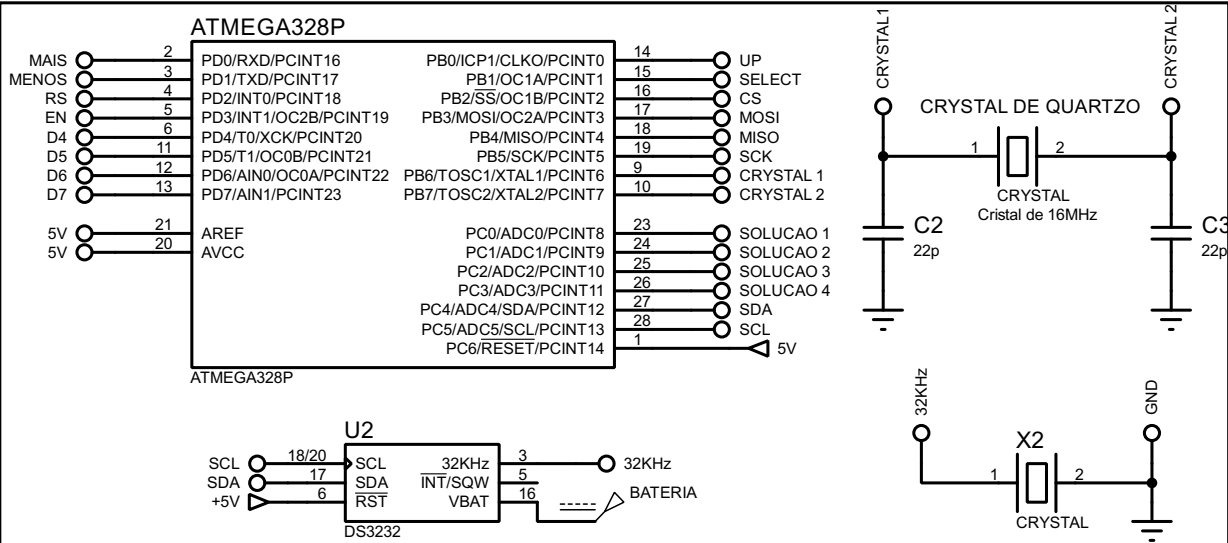 ATMEGA328P
MAIS 2 PD0/RXD/PCINT16 PB0/ICP1/CLKO/PCINT0 14 UP
MENOS 3 PD1/TXD/PCINT17 PB1/OC1A/PCINT1 15 SELECT
RS 4 PD2/INT0/PCINT18 PB2/SS/OC1B/PCINT2 16 CS
EN 5 PD3/INT1/OC2B/PCINT19 PB3/MOSI/OC2A/PCINT3 17 MOSI
D4 6 PD4/T0/XCK/PCINT20 PB4/MISO/PCINT4 18 MISO
D5 11 PD5/T1/OC0B/PCINT21 PB5/SCK/PCINT5 19 SCK
D6 12 PD6/AIN0/OC0A/PCINT22 PB6/TOSC1/XTAL1/PCINT6 9 CRYSTAL 1
D7 13 PD7/AIN1/PCINT23 PB7/TOSC2/XTAL2/PCINT7 10 CRYSTAL 2
5V 21 AREF PC0/ADC0/PCINT8 23 SOLUCAO 1
5V 20 AVCC PC1/ADC1/PCINT9 24 SOLUCAO 2
PC2/ADC2/PCINT10 25 SOLUCAO 3
PC3/ADC3/PCINT11 26 SOLUCAO 4
PC4/ADC4/SDA/PCINT12 27 SDA
PC5/ADC5/SCL/PCINT13 28 SCL
PC6/RESET/PCINT14 1 5V
ATMEGA328P
CRYSTAL1
CRYSTAL 2
CRYSTAL DE QUARTZO
1 2
CRYSTAL
Cristal de 16MHz
C2
22p
C3
22p
U2
SCL 18/20 SCL 32KHz 3 32KHz
SDA 17 SDA INT/SQW 5
+5V 6 RST VBAT 16 BATERIA
DS3232
32KHz
GND
X2
1 2
CRYSTAL